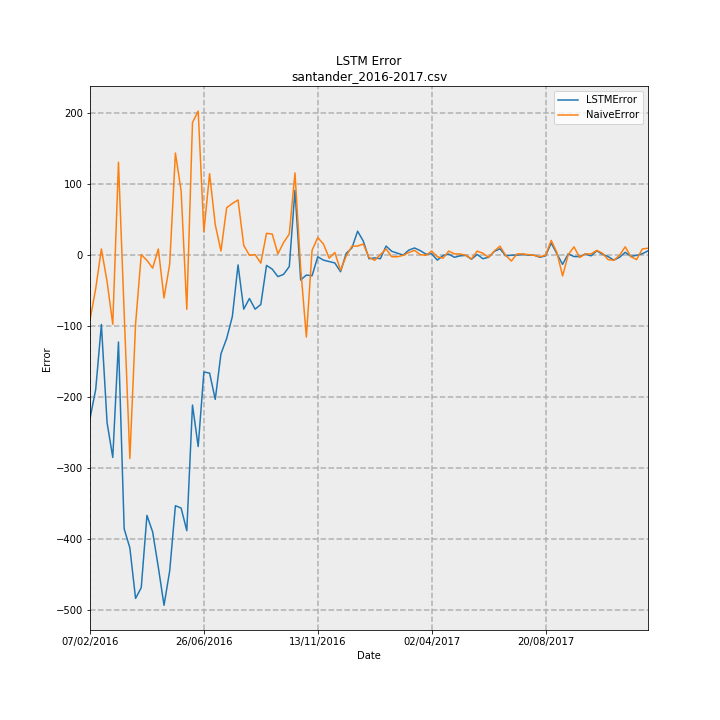 LSTM Error
santander_2016-2017.csv
LSTMError
NaiveError
200
100
0
−100
−200
−300
−400
−500
Error
07/02/2016 26/06/2016 13/11/2016 02/04/2017 20/08/2017
Date